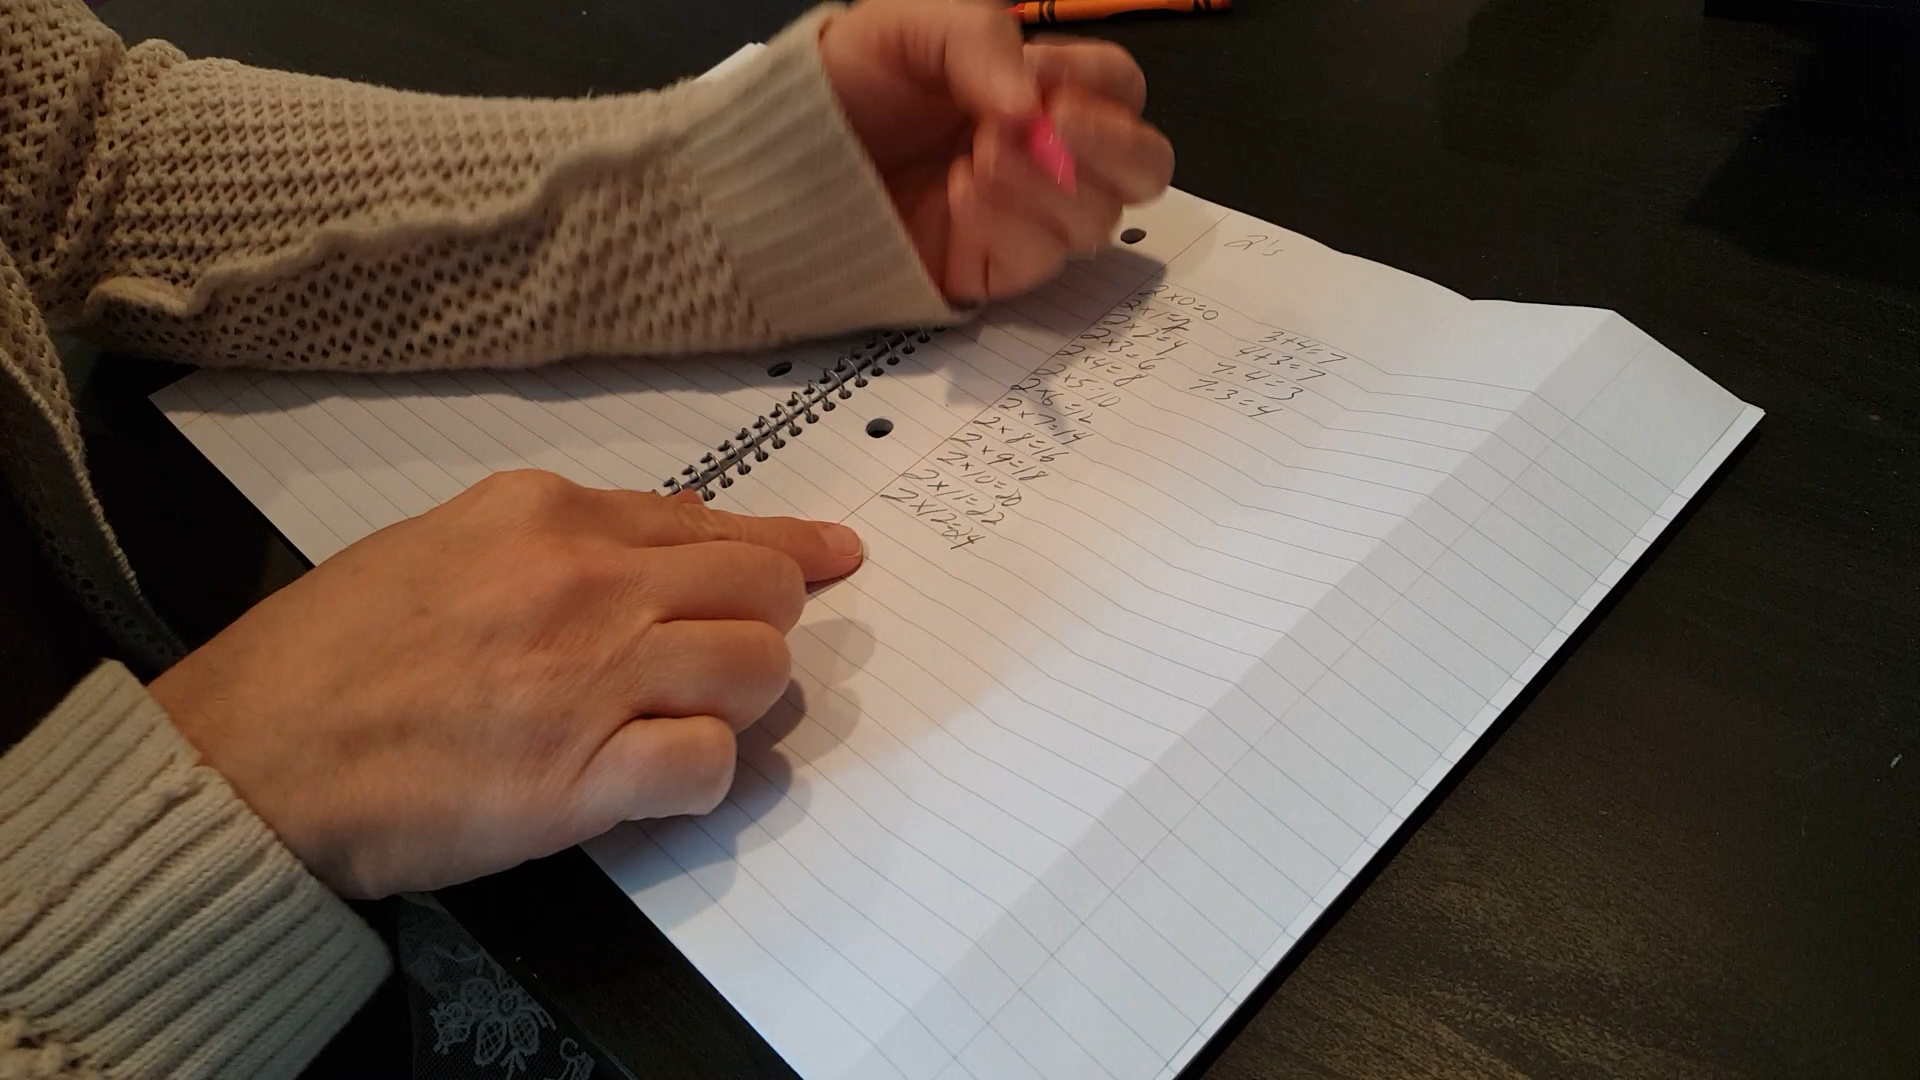 2's
2x0=0
2x1=2
2x2=4
2x3=6
2x4=8
2x5=10
2x6=12
2x7=14
2x8=16
2x9=18
2x10=20
2x11=22
2x12=24
3+4=7
4+3=7
7-4=3
7-3=4